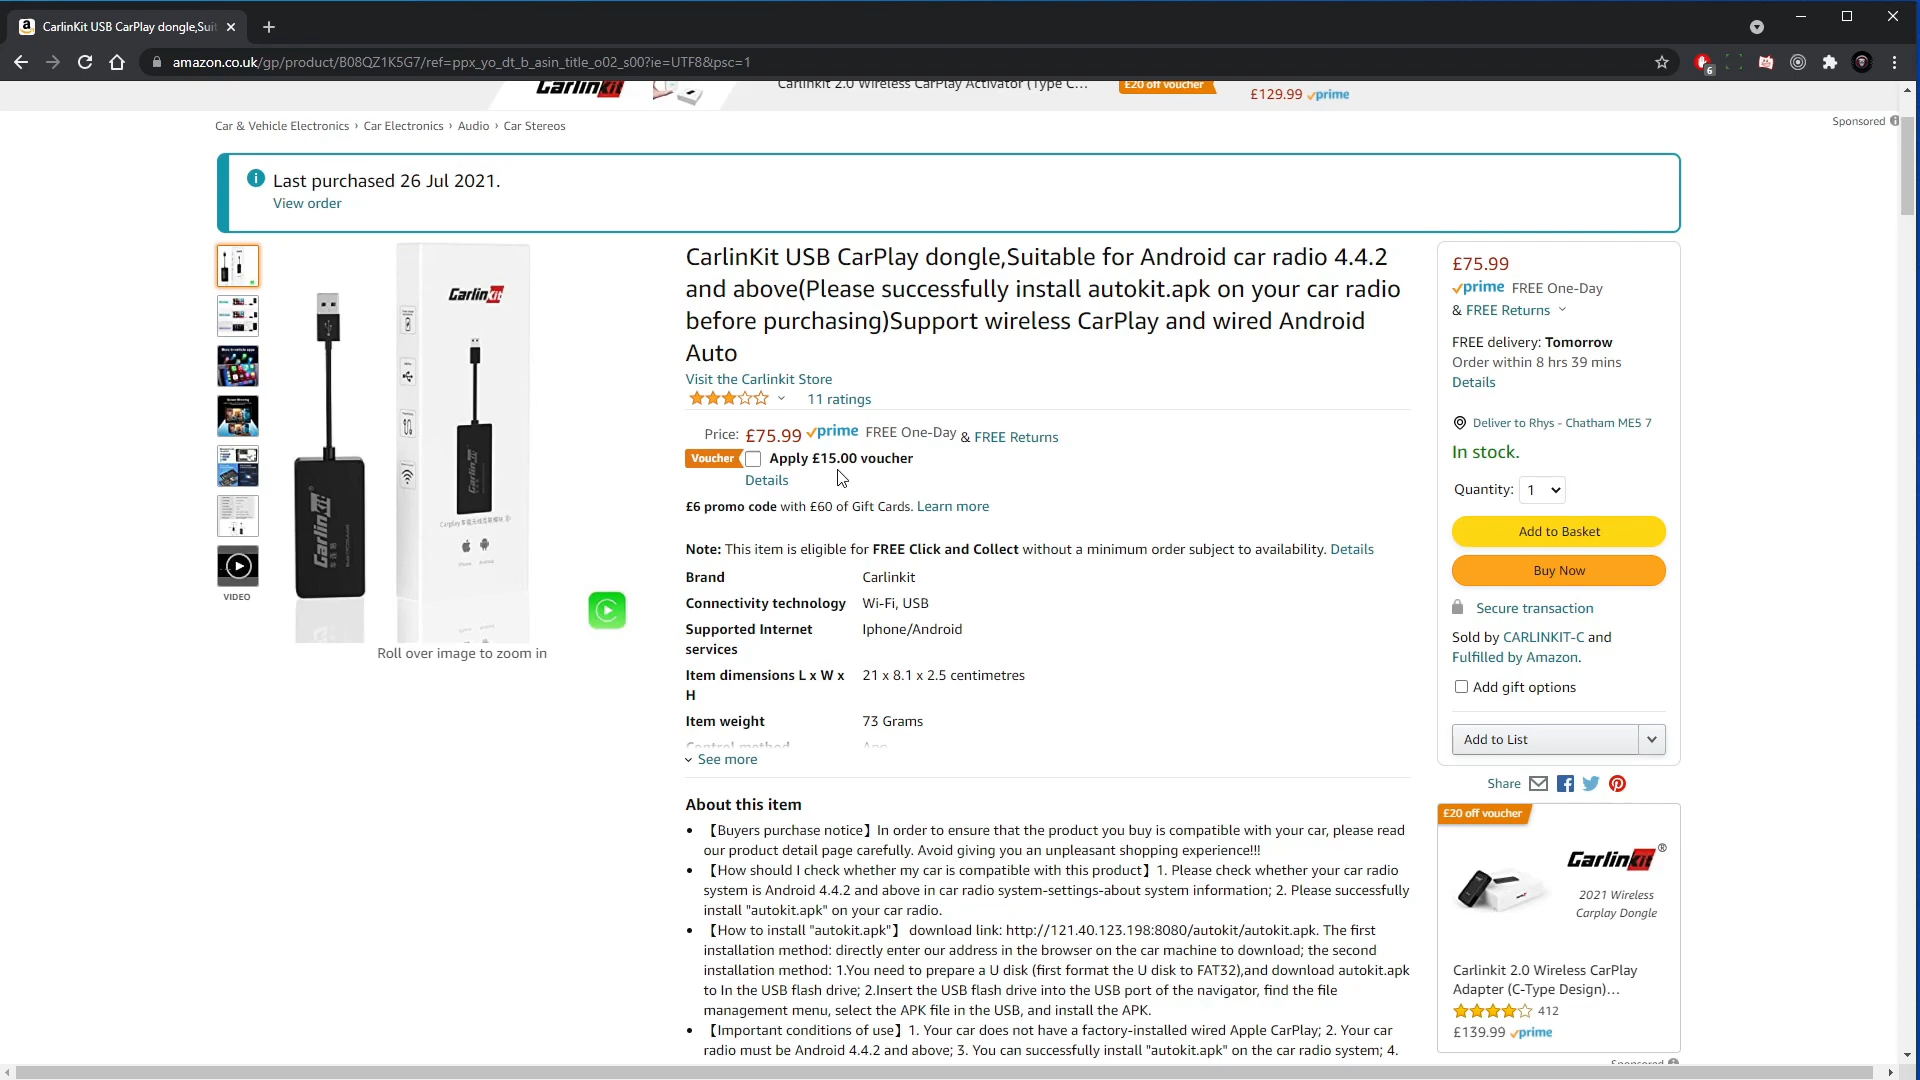 CarlinKit USB CarPlay dongle,Suit
amazon.co.uk/gp/product/B08QZ1K5G7/ref=ppx_yo_dt_b_asin_title_o02_s00?ie=UTF8&psc=1
6
Carlinkit
Carlinkit 2.0 Wireless CarPlay Activator (Type C...
£20 off voucher
£129.99 prime
Car & Vehicle Electronics › Car Electronics › Audio › Car Stereos
Sponsored
Last purchased 26 Jul 2021.
View order
CarlinKit USB CarPlay dongle,Suitable for Android car radio 4.4.2
and above(Please successfully install autokit.apk on your car radio
before purchasing)Support wireless CarPlay and wired Android
Auto
Visit the Carlinkit Store
11 ratings
Price: £75.99 prime FREE One-Day & FREE Returns
Voucher Apply £15.00 voucher
Details
£6 promo code with £60 of Gift Cards. Learn more
Note: This item is eligible for FREE Click and Collect without a minimum order subject to availability. Details
Brand Carlinkit
Connectivity technology Wi-Fi, USB
Supported Internet Iphone/Android
services
Item dimensions L x W x 21 x 8.1 x 2.5 centimetres
H
Item weight 73 Grams
Control method App
See more
About this item
【Buyers purchase notice】In order to ensure that the product you buy is compatible with your car, please read
our product detail page carefully. Avoid giving you an unpleasant shopping experience!!!
【How should I check whether my car is compatible with this product】1. Please check whether your car radio
system is Android 4.4.2 and above in car radio system-settings-about system information; 2. Please successfully
install "autokit.apk" on your car radio.
【How to install "autokit.apk"】 download link: http://121.40.123.198:8080/autokit/autokit.apk. The first
installation method: directly enter our address in the browser on the car machine to download; the second
installation method: 1.You need to prepare a U disk (first format the U disk to FAT32),and download autokit.apk
to In the USB flash drive; 2.Insert the USB flash drive into the USB port of the navigator, find the file
management menu, select the APK file in the USB, and install the APK.
【Important conditions of use】1. Your car does not have a factory-installed wired Apple CarPlay; 2. Your car
radio must be Android 4.4.2 and above; 3. You can successfully install "autokit.apk" on the car radio system; 4.
Carlinkit
Carlinkit
Carlinkit
VIDEO
Roll over image to zoom in
£75.99
prime FREE One-Day
& FREE Returns
FREE delivery: Tomorrow
Order within 8 hrs 39 mins
Details
Deliver to Rhys - Chatham ME5 7
In stock.
Quantity: 1
Add to Basket
Buy Now
Secure transaction
Sold by CARLINKIT-C and
Fulfilled by Amazon.
Add gift options
Add to List
Share
£20 off voucher
Carlinkit®
2021 Wireless
Carplay Dongle
Carlinkit 2.0 Wireless CarPlay
Adapter (C-Type Design)...
412
£139.99 prime
Sponsored